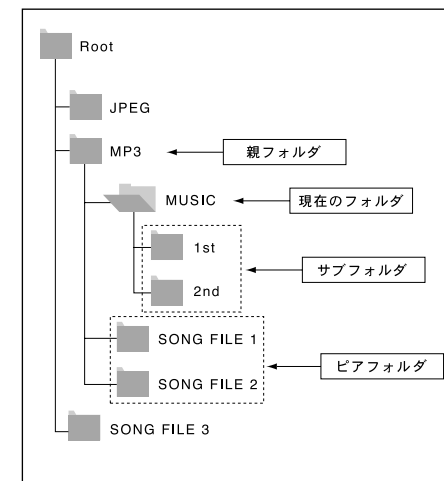 Root
JPEG
MP3
親フォルダ
MUSIC
現在のフォルダ
1st
サブフォルダ
2nd
SONG FILE 1
ピアフォルダ
SONG FILE 2
SONG FILE 3